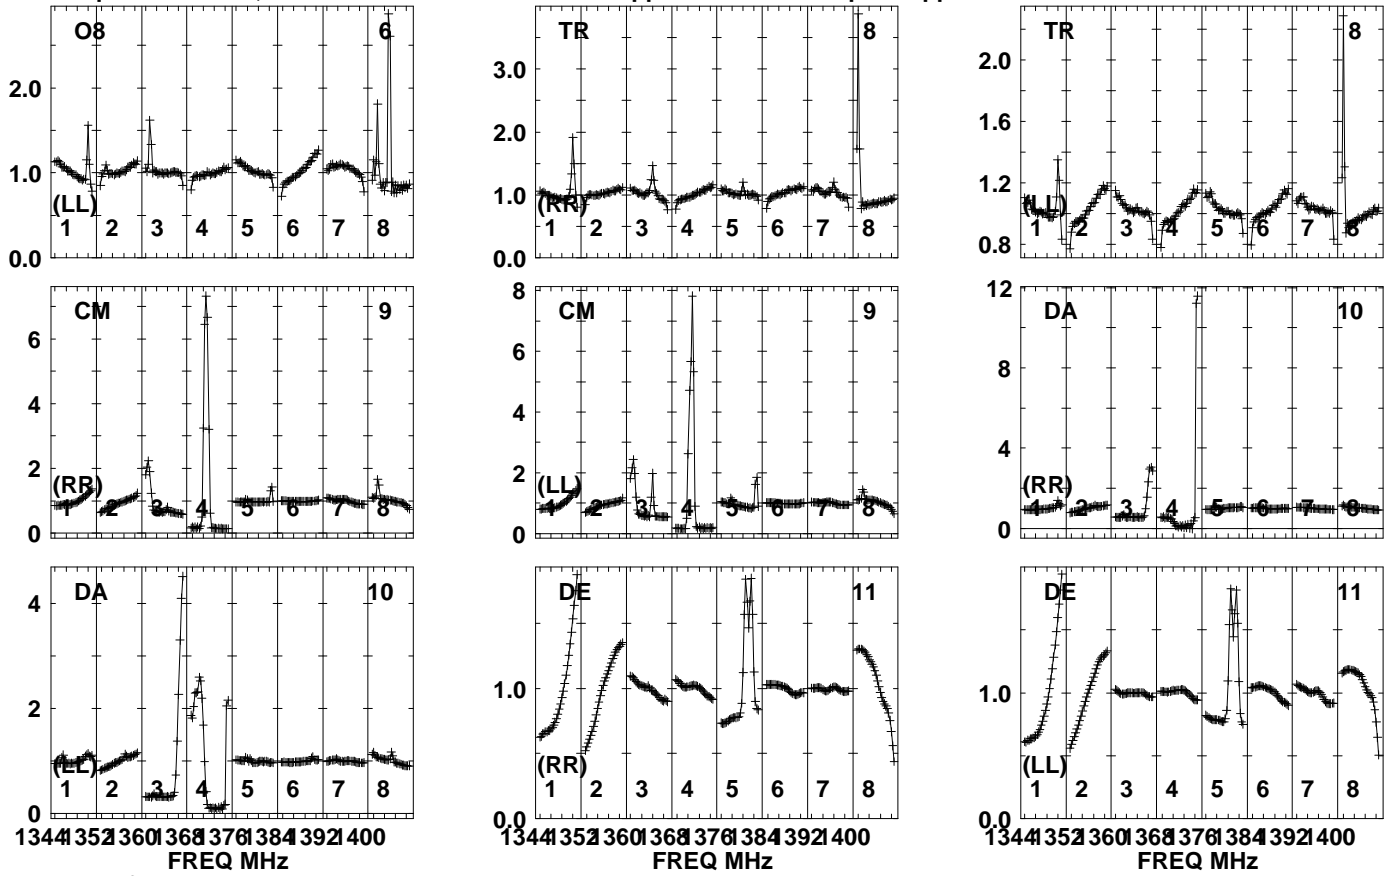 O8 6
2.0
1.0
0.0
(LL)
1 2 3 4 5 6 7 8
TR 8
3.0
2.0
1.0
0.0
(RR)
1 2 3 4 5 6 7 8
TR 8
2.0
1.6
1.2
0.8
(LL)
1 2 3 4 5 6 7 8
CM 9
6
4
2
0
(RR)
1 2 3 4 5 6 7 8
CM 9
8
6
4
2
0
(LL)
1 2 3 4 5 6 7 8
DA 10
12
8
4
0
(RR)
1 2 3 4 5 6 7 8
DA 10
4
2
0
(LL)
1 2 3 4 5 6 7 8
1344 1352 1360 1368 1376 1384 1392 1400
FREQ MHz
DE 11
1.0
0.0
(RR)
1 2 3 4 5 6 7 8
1344 1352 1360 1368 1376 1384 1392 1400
FREQ MHz
DE 11
1.0
0.0
(LL)
1 2 3 4 5 6 7 8
1344 1352 1360 1368 1376 1384 1392 1400
FREQ MHz